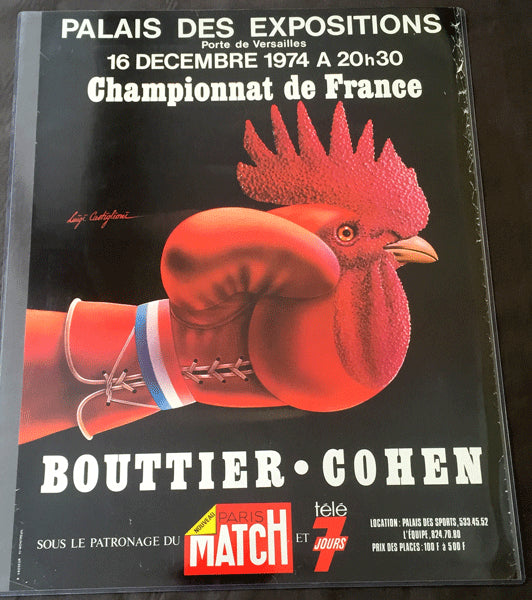 PALAIS DES EXPOSITIONS
Porte de Versailles
16 DECEMBRE 1974 A 20h30
Championnat de France
Luigi Castiglioni
BOUTTIER • COHEN
SOUS LE PATRONAGE DU
NOUVEAU
PARIS
MATCH
ET
télé
7
JOURS
LOCATION: PALAIS DES SPORTS, 533.45.52
L'ÉQUIPE, 824.76.80
PRIX DES PLACES: 100 F à 500 F